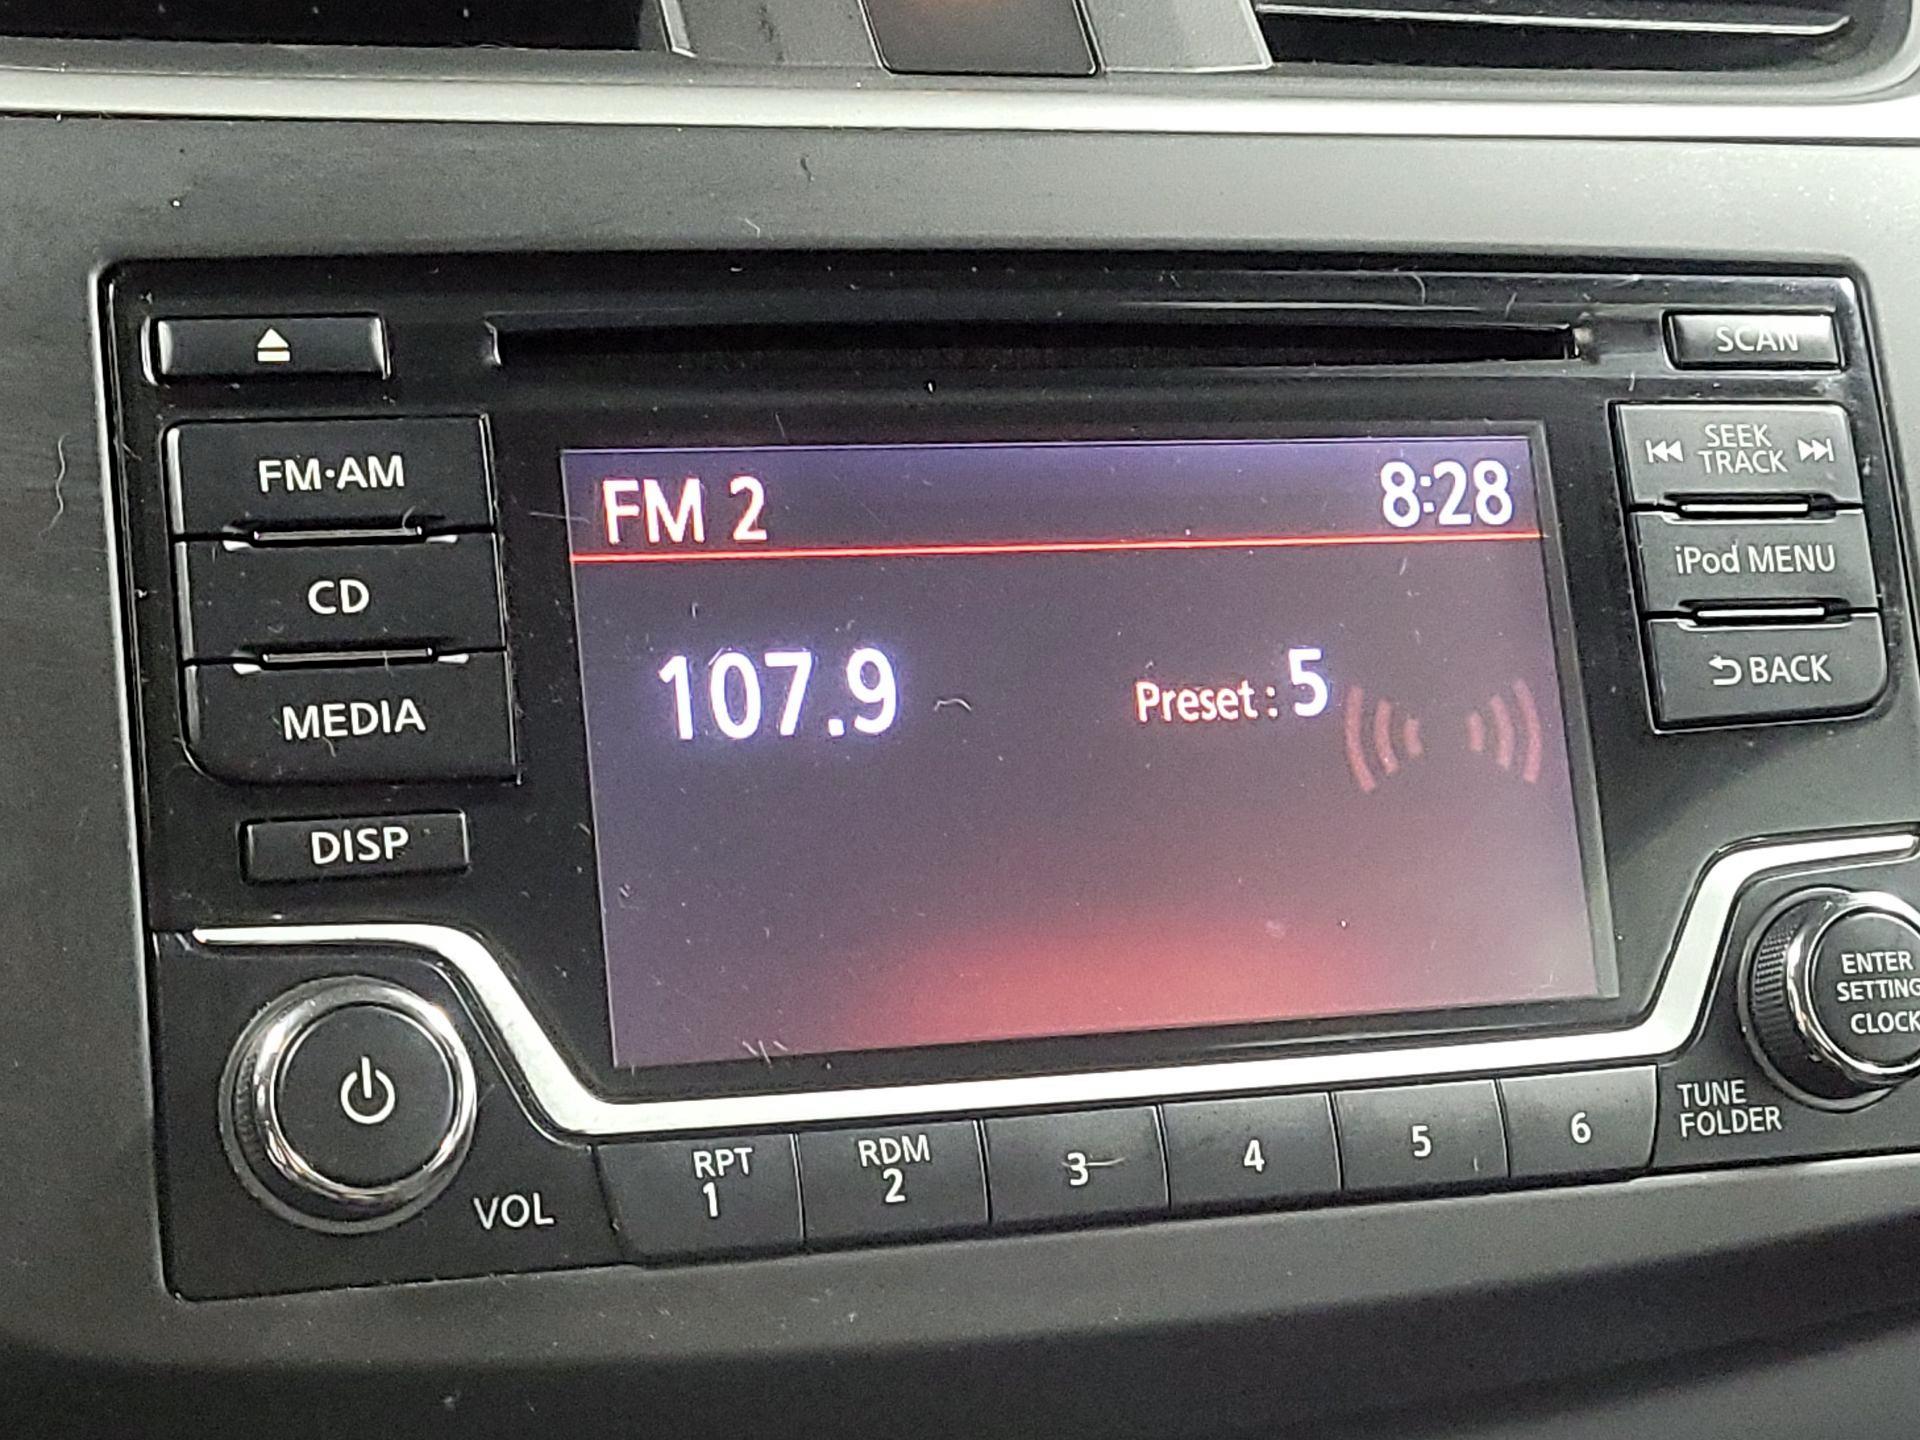 SCAN
FM·AM
SEEK
TRACK
FM 2
8:28
CD
iPod MENU
107.9
Preset : 5
BACK
MEDIA
DISP
ENTER
SETTING
CLOCK
TUNE
FOLDER
VOL
RPT
1
RDM
2
3
4
5
6